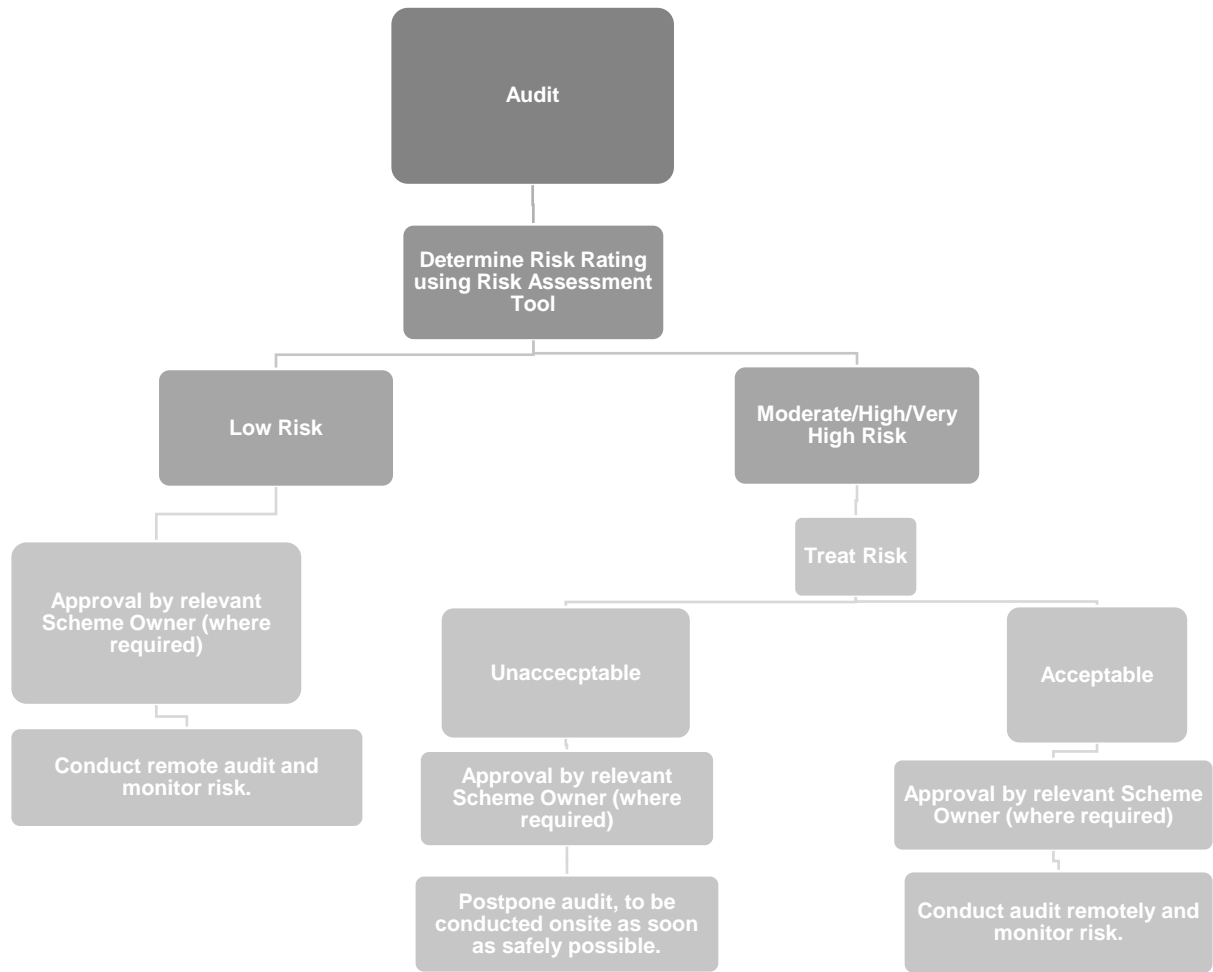 Audit
Determine Risk Rating
using Risk Assessment
Tool
Low Risk
Moderate/High/Very
High Risk
Treat Risk
Approval by relevant
Scheme Owner (where
required)
Unaccecptable
Acceptable
Conduct remote audit and
monitor risk.
Approval by relevant
Scheme Owner (where
required)
Approval by relevant Scheme
Owner (where required)
Postpone audit, to be
conducted onsite as soon
as safely possible.
Conduct audit remotely and
monitor risk.